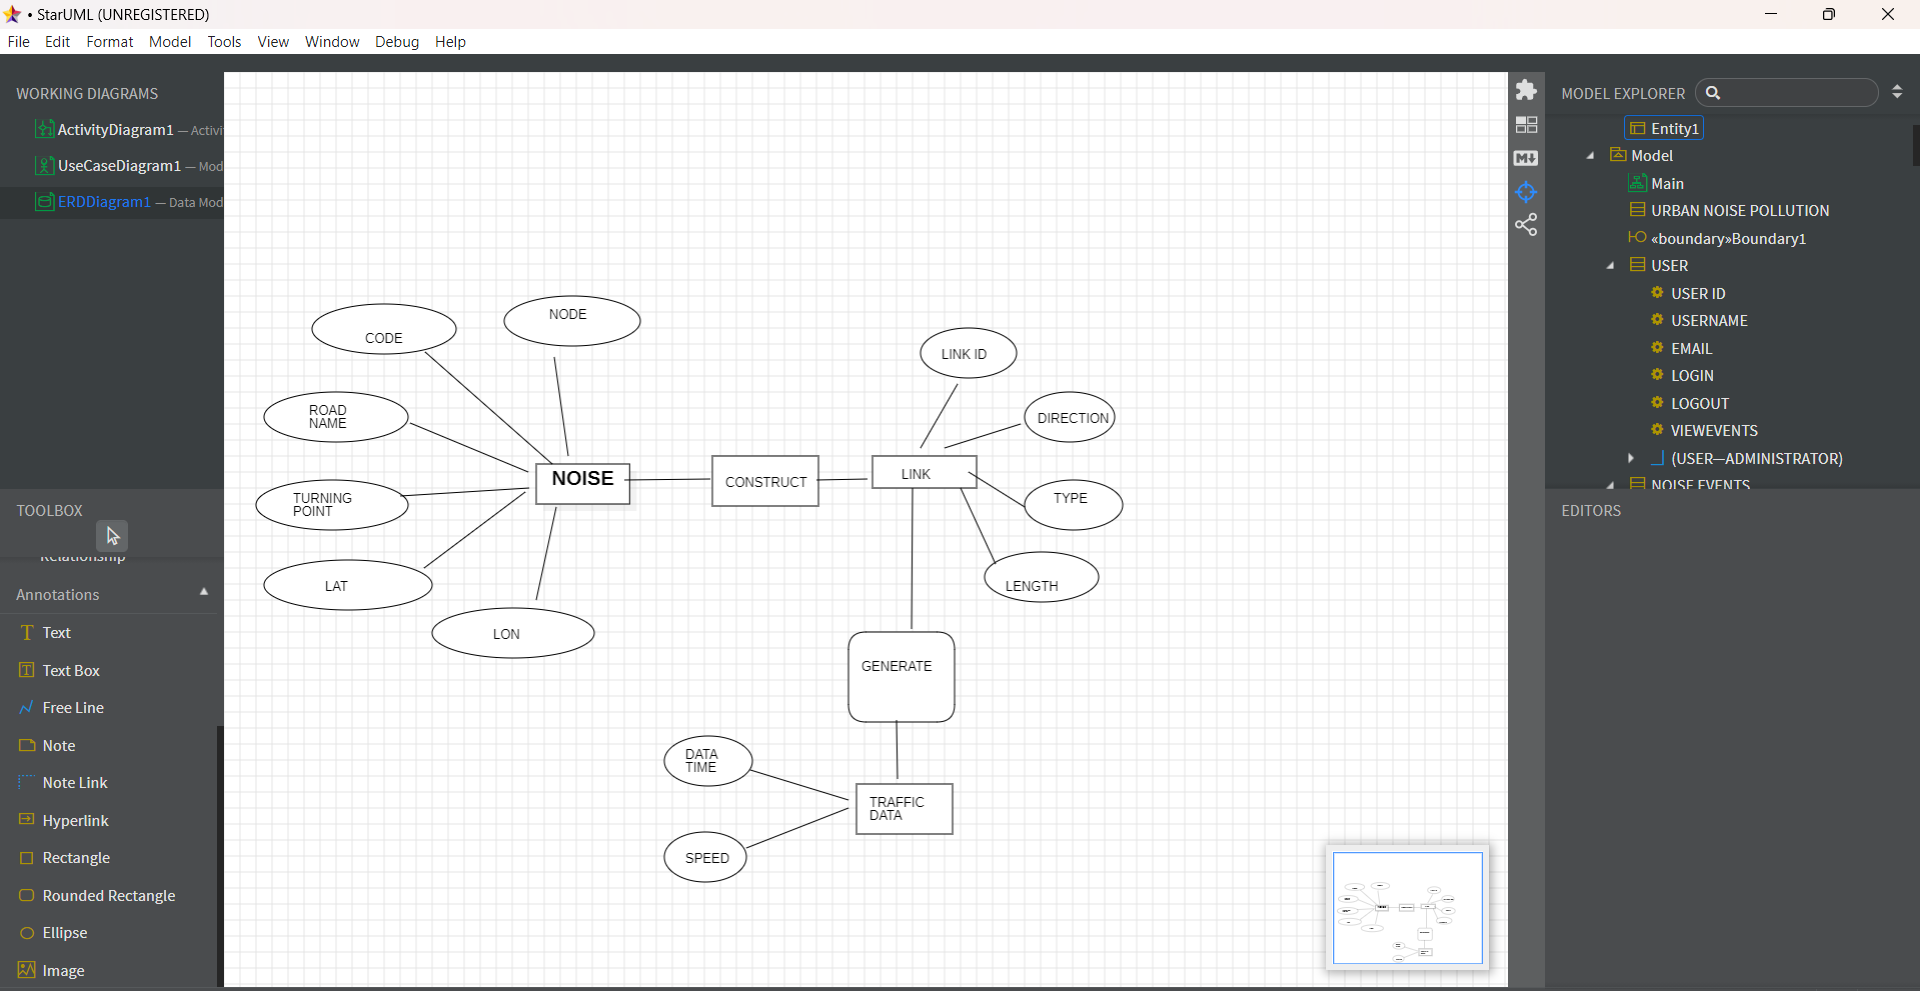 • StarUML (UNREGISTERED)
File Edit Format Model Tools View Window Debug Help
WORKING DIAGRAMS
ActivityDiagram1 — Activi
UseCaseDiagram1 — Mod
ERDDiagram1 — Data Mod
TOOLBOX
Relationship
Annotations
Text
Text Box
Free Line
Note
Note Link
Hyperlink
Rectangle
Rounded Rectangle
Ellipse
Image
CODE
NODE
ROAD
NAME
TURNING
POINT
LAT
LON
NOISE
CONSTRUCT
LINK
LINK ID
DIRECTION
TYPE
LENGTH
GENERATE
DATA
TIME
SPEED
TRAFFIC
DATA
MODEL EXPLORER
Entity1
Model
Main
URBAN NOISE POLLUTION
«boundary»Boundary1
USER
USER ID
USERNAME
EMAIL
LOGIN
LOGOUT
VIEWEVENTS
(USER—ADMINISTRATOR)
NOISE EVENTS
EDITORS